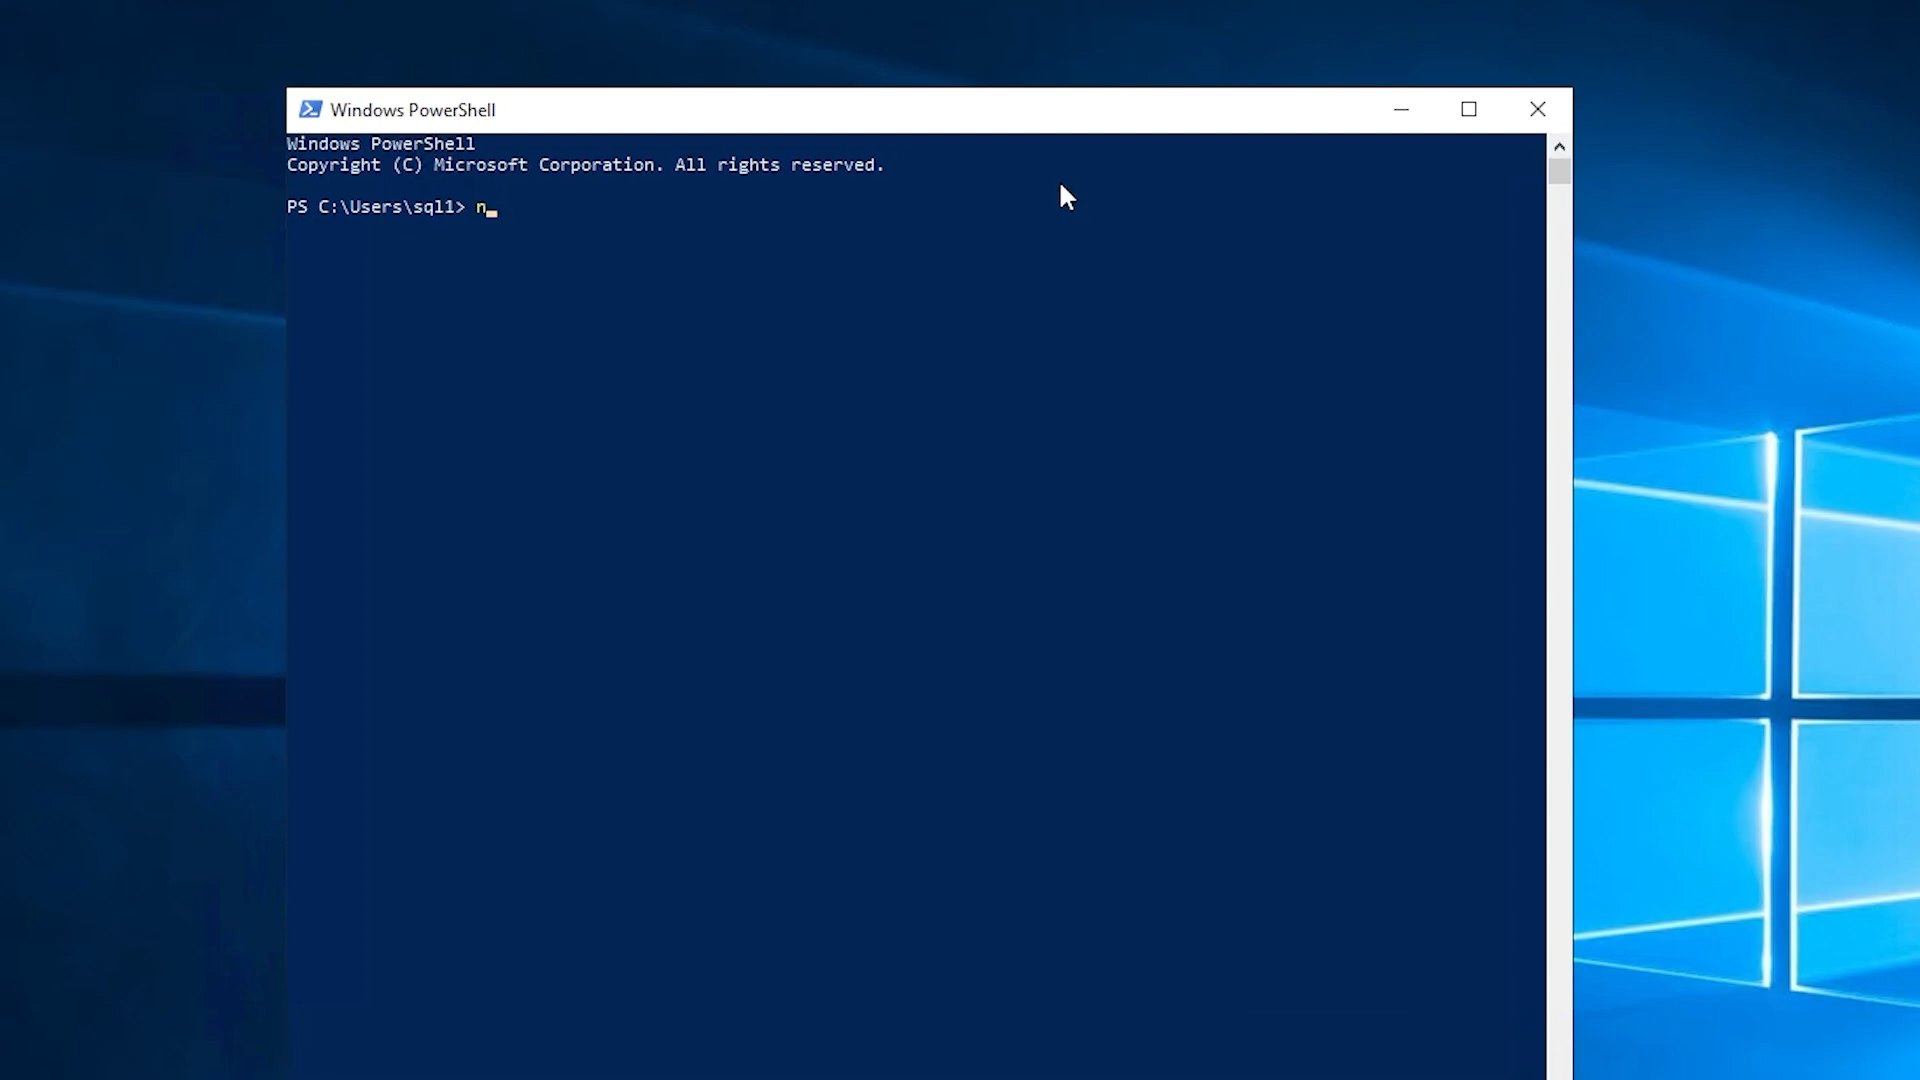 Windows PowerShell
Windows PowerShell
Copyright (C) Microsoft Corporation. All rights reserved.
PS C:\Users\sql1> n